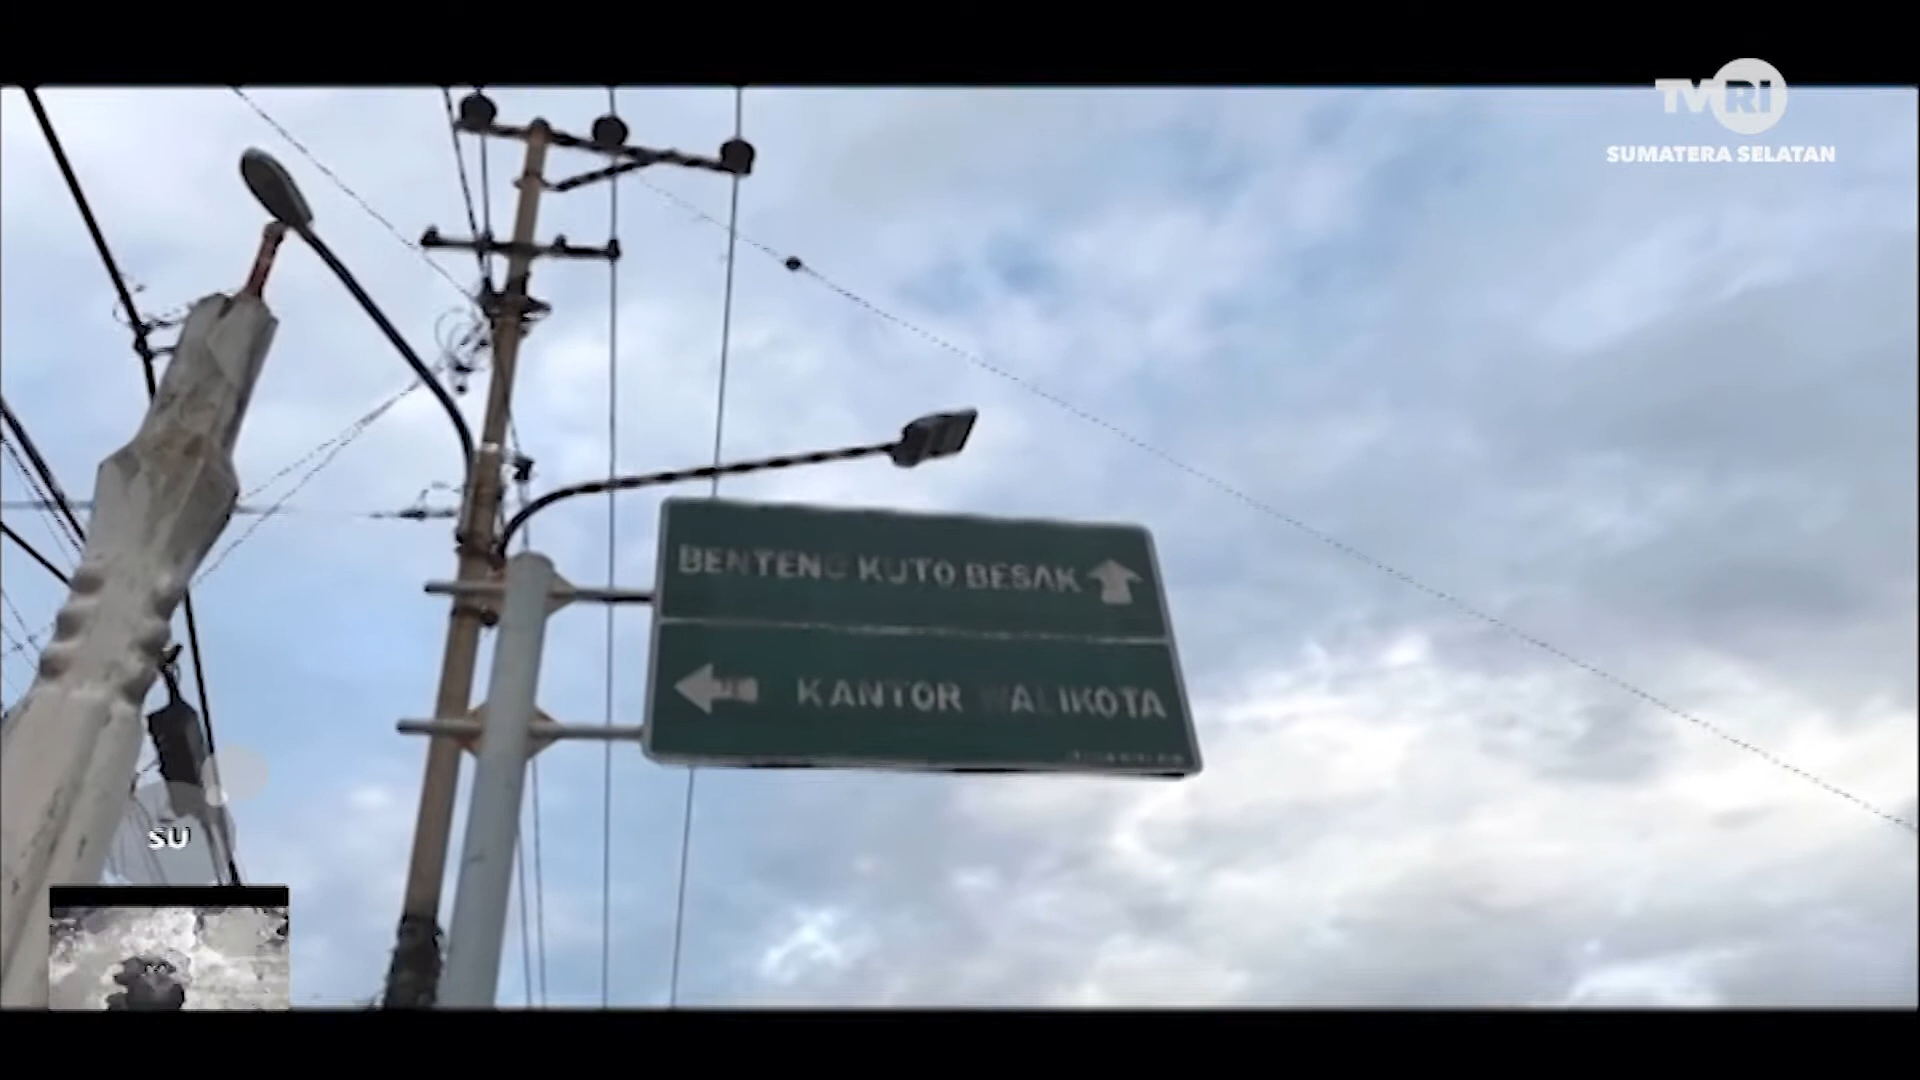 TVRI
SUMATERA SELATAN
BENTENG KUTO BESAK
KANTOR WALIKOTA
SU